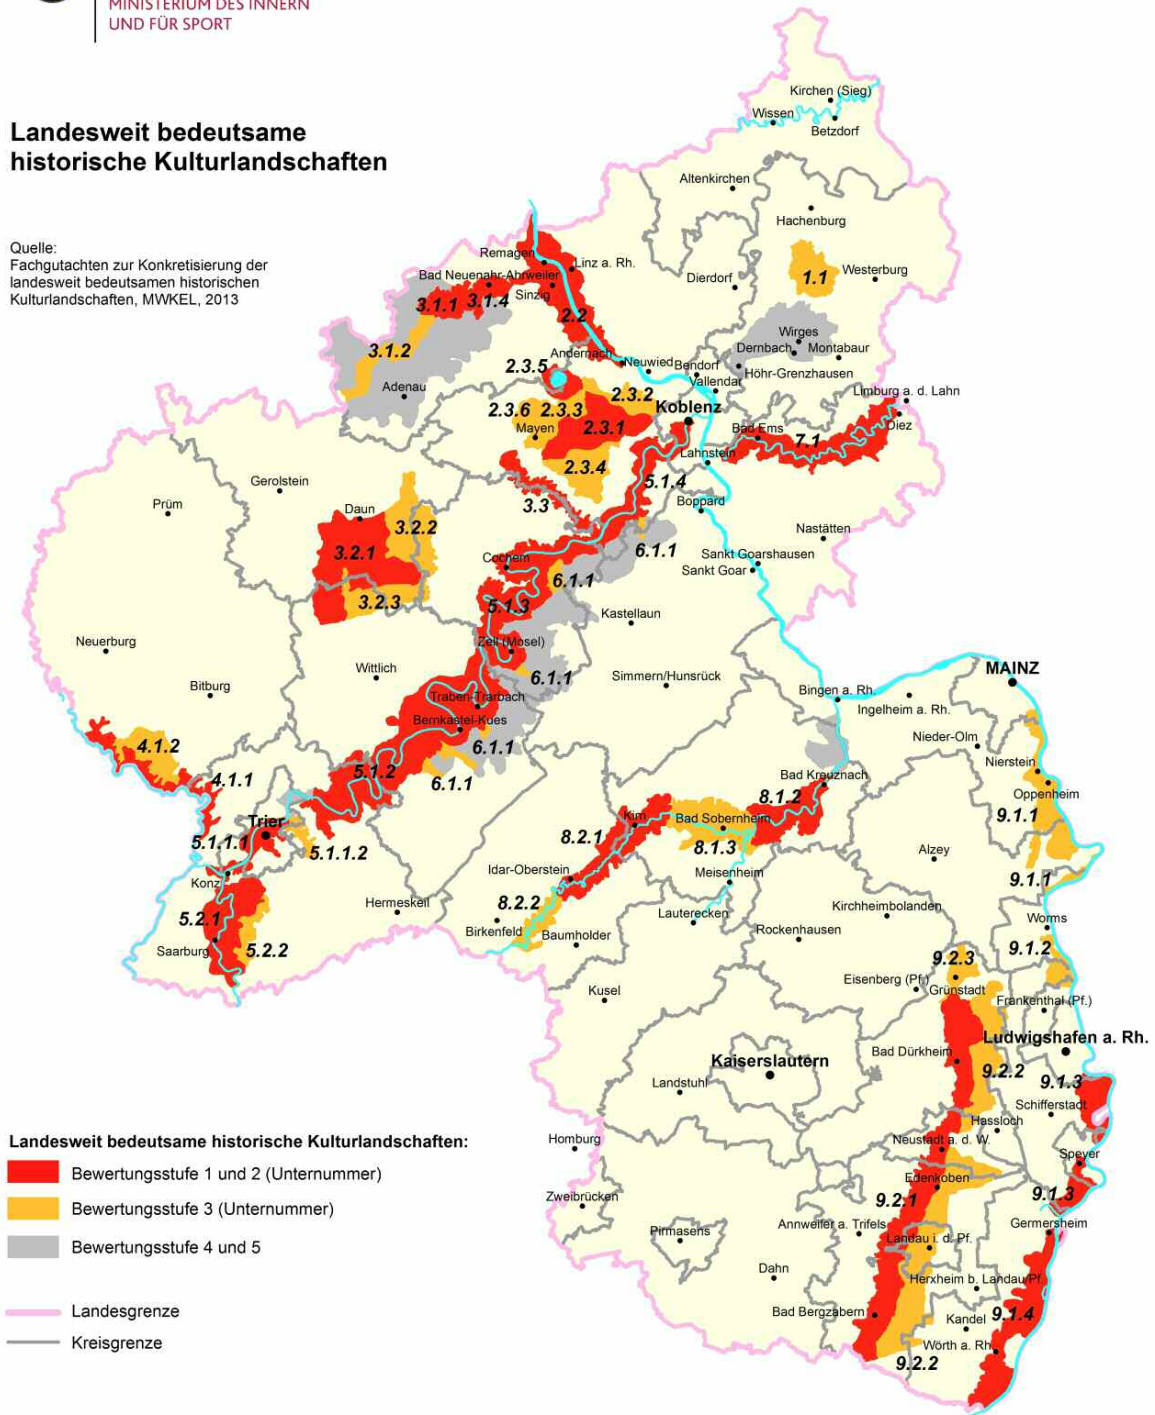 MINISTERIUM DES INNERN
UND FÜR SPORT
Landesweit bedeutsame
historische Kulturlandschaften
Quelle:
Fachgutachten zur Konkretisierung der
landesweit bedeutsamen historischen
Kulturlandschaften, MWKEL, 2013
Kirchen (Sieg)
Wissen
Betzdorf
Altenkirchen
Hachenburg
Remagen
Linz a. Rh.
Bad Neuenahr-Ahrweiler
Sinzig
Dierdorf
1.1
Westerburg
3.1.1
3.1.4
2.2
3.1.2
Wirges
Dernbach
Montabaur
Höhr-Grenzhausen
Andernach
Neuwied
Bendorf
Vallendar
2.3.5
Adenau
2.3.2
2.3.6
2.3.3
Koblenz
Limburg a. d. Lahn
Mayen
2.3.1
Bad Ems
7.1
Diez
Lahnstein
2.3.4
5.1.4
Gerolstein
Prüm
Daun
3.3
Boppard
3.2.2
Nastätten
3.2.1
Cochem
6.1.1
Sankt Goarshausen
Sankt Goar
6.1.1
3.2.3
5.1.3
Kastellaun
Neuerburg
Zell (Mosel)
Wittlich
6.1.1
Simmern/Hunsrück
MAINZ
Bitburg
Traben-Trarbach
Bingen a. Rh.
Ingelheim a. Rh.
Bernkastel-Kues
6.1.1
Nieder-Olm
4.1.2
Nierstein
4.1.1
5.1.2
6.1.1
Bad Kreuznach
8.1.2
Oppenheim
9.1.1
Trier
Kirn
Bad Sobernheim
5.1.1.1
5.1.1.2
8.2.1
8.1.3
Alzey
Konz
Idar-Oberstein
Meisenheim
9.1.1
Hermeskeil
8.2.2
Lauterecken
Kirchheimbolanden
Worms
5.2.1
Birkenfeld
Baumholder
Rockenhausen
9.1.2
Saarburg
5.2.2
9.2.3
Eisenberg (Pf.)
Grünstadt
Kusel
Frankenthal (Pf.)
Ludwigshafen a. Rh.
Kaiserslautern
Bad Dürkheim
9.2.2
9.1.3
Landstuhl
Schifferstadt
Hassloch
Homburg
Neustadt a. d. W.
Speyer
Edenkoben
Zweibrücken
9.2.1
9.1.3
Pirmasens
Annweiler a. Trifels
Germersheim
Landau i. d. Pf.
Dahn
Herxheim b. Landau/Pf.
Bad Bergzabern
Kandel
9.1.4
Wörth a. Rh.
9.2.2
Landesweit bedeutsame historische Kulturlandschaften:
Bewertungsstufe 1 und 2 (Unternummer)
Bewertungsstufe 3 (Unternummer)
Bewertungsstufe 4 und 5
Landesgrenze
Kreisgrenze